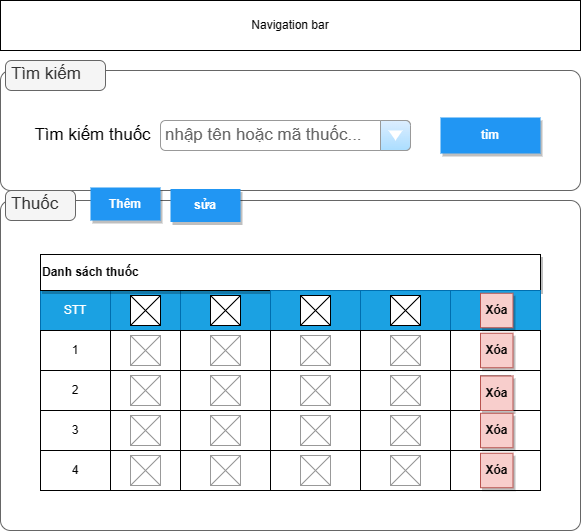 Navigation bar
Tìm kiếm
Tìm kiếm thuốc nhập tên hoặc mã thuốc... tìm
Thuốc Thêm sửa
Danh sách thuốc
STT Xóa
1 Xóa
2 Xóa
3 Xóa
4 Xóa